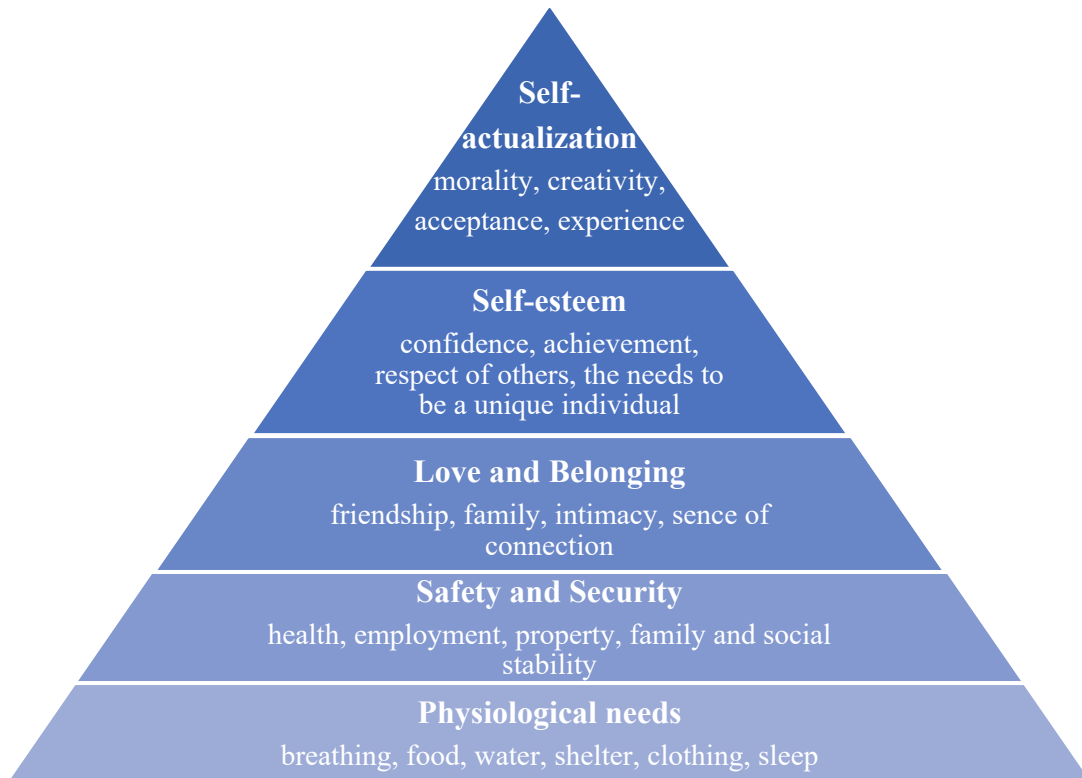 Self-
actualization
morality, creativity,
acceptance, experience
Self-esteem
confidence, achievement,
respect of others, the needs to
be a unique individual
Love and Belonging
friendship, family, intimacy, sence of
connection
Safety and Security
health, employment, property, family and social
stability
Physiological needs
breathing, food, water, shelter, clothing, sleep